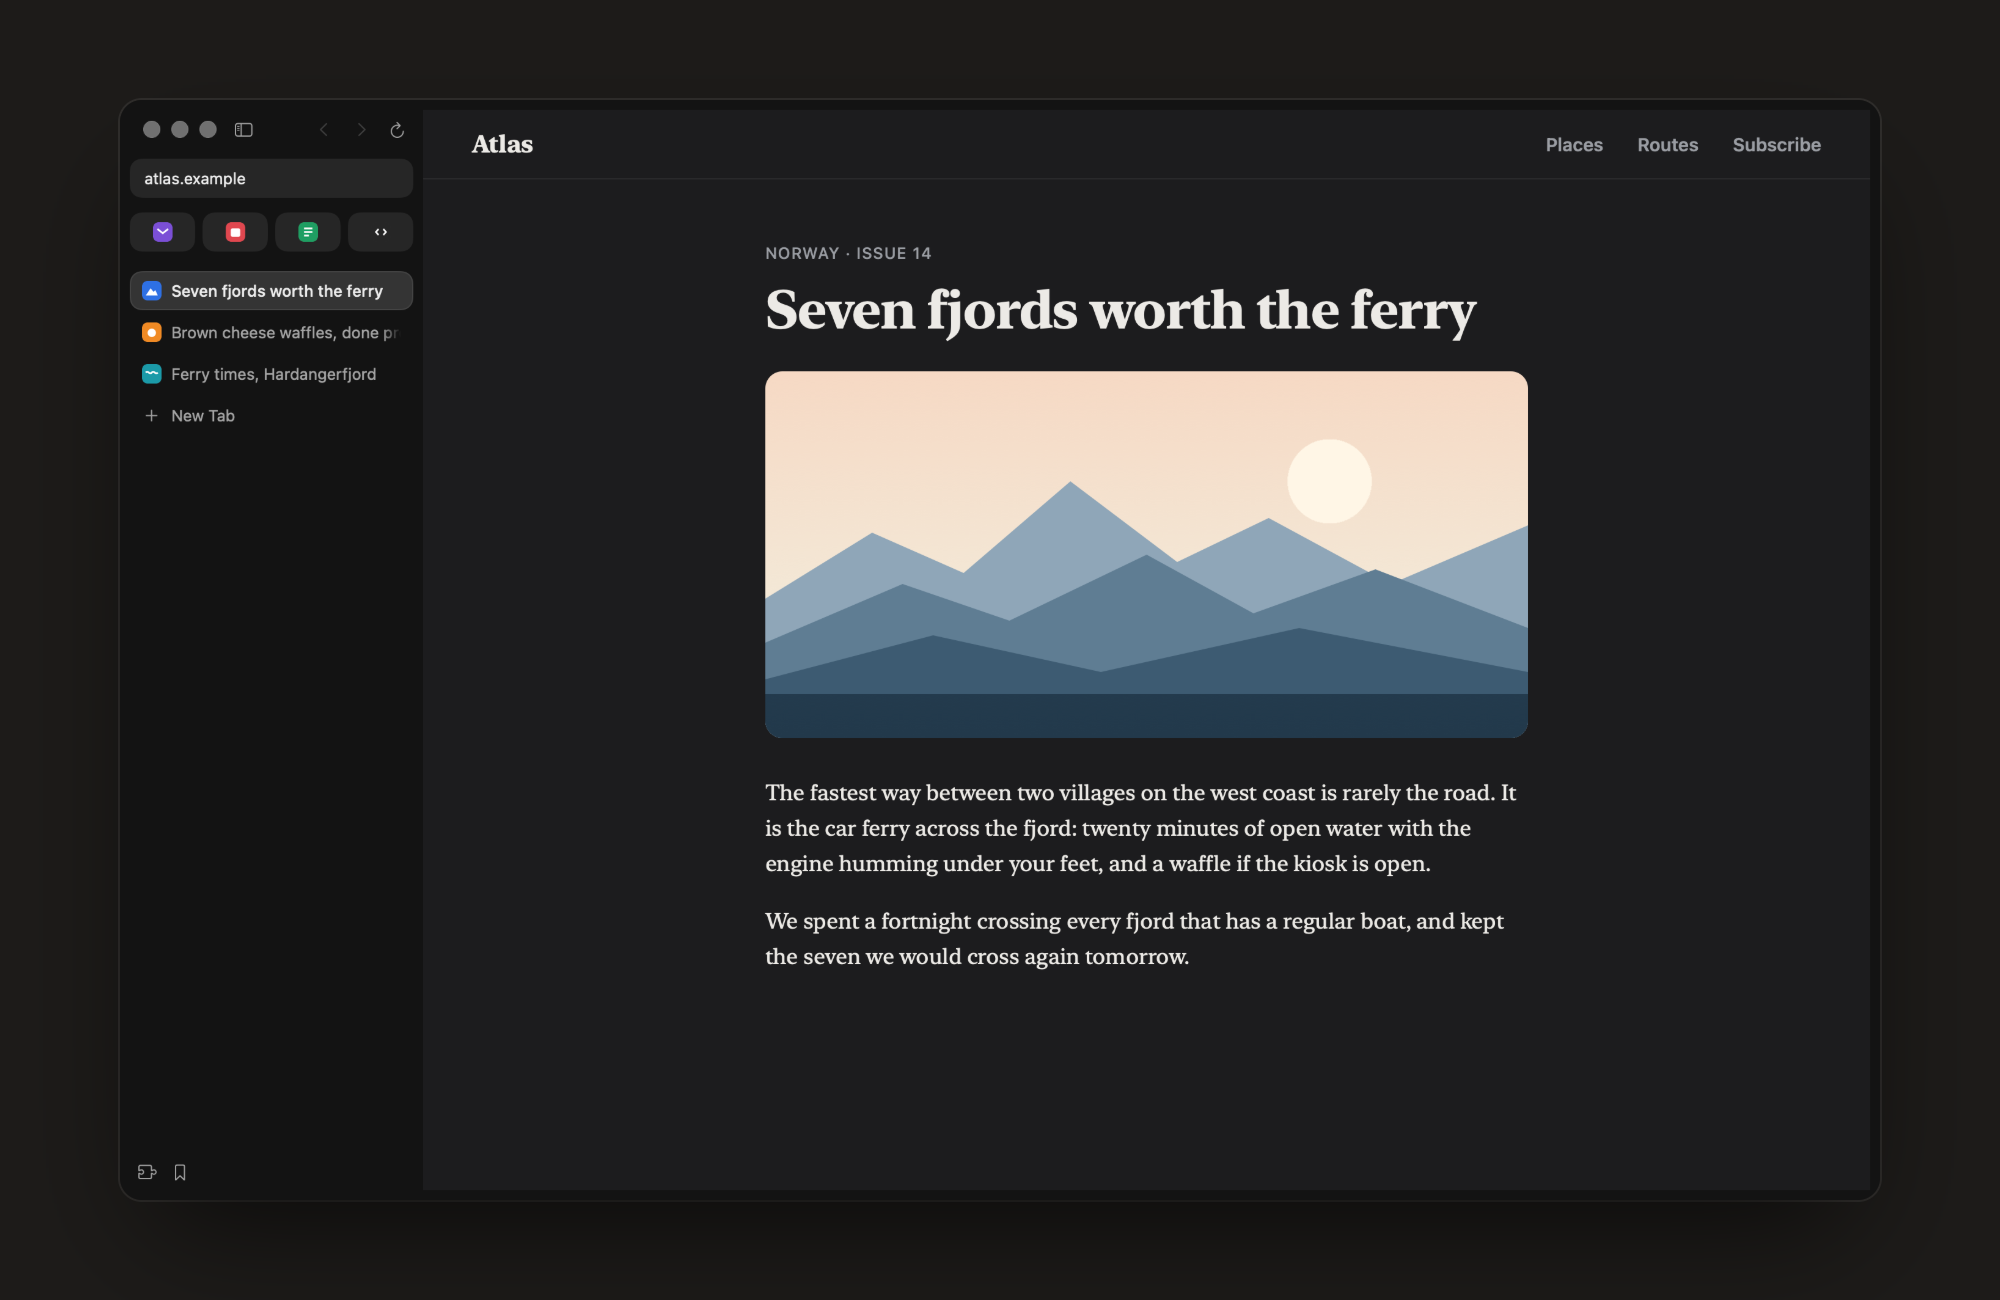 atlas.example
Seven fjords worth the ferry
Brown cheese waffles, done
Ferry times, Hardangerfjord
New Tab
Atlas
Places
Routes
Subscribe
NORWAY · ISSUE 14
Seven fjords worth the ferry
The fastest way between two villages on the west coast is rarely the road. It
is the car ferry across the fjord: twenty minutes of open water with the
engine humming under your feet, and a waffle if the kiosk is open.
We spent a fortnight crossing every fjord that has a regular boat, and kept
the seven we would cross again tomorrow.